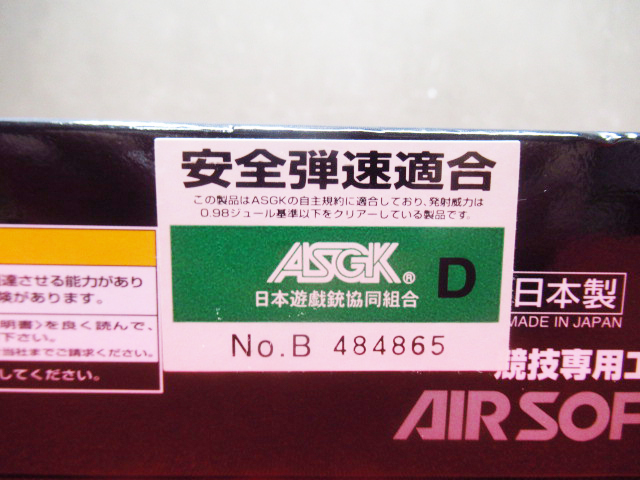 安全弾速適合
この製品はASGKの自主規約に適合しており、発射威力は
0.98ジュール基準以下をクリアーしている製品です。
ASGK® D
日本遊戯銃協同組合
No.B 484865
達させる能力があり
険があります。
明書〉を良く読んで、
下さい。
当社までご請求ください。
してください。
日本製
MADE IN JAPAN
競技専用エ
AIR SOF